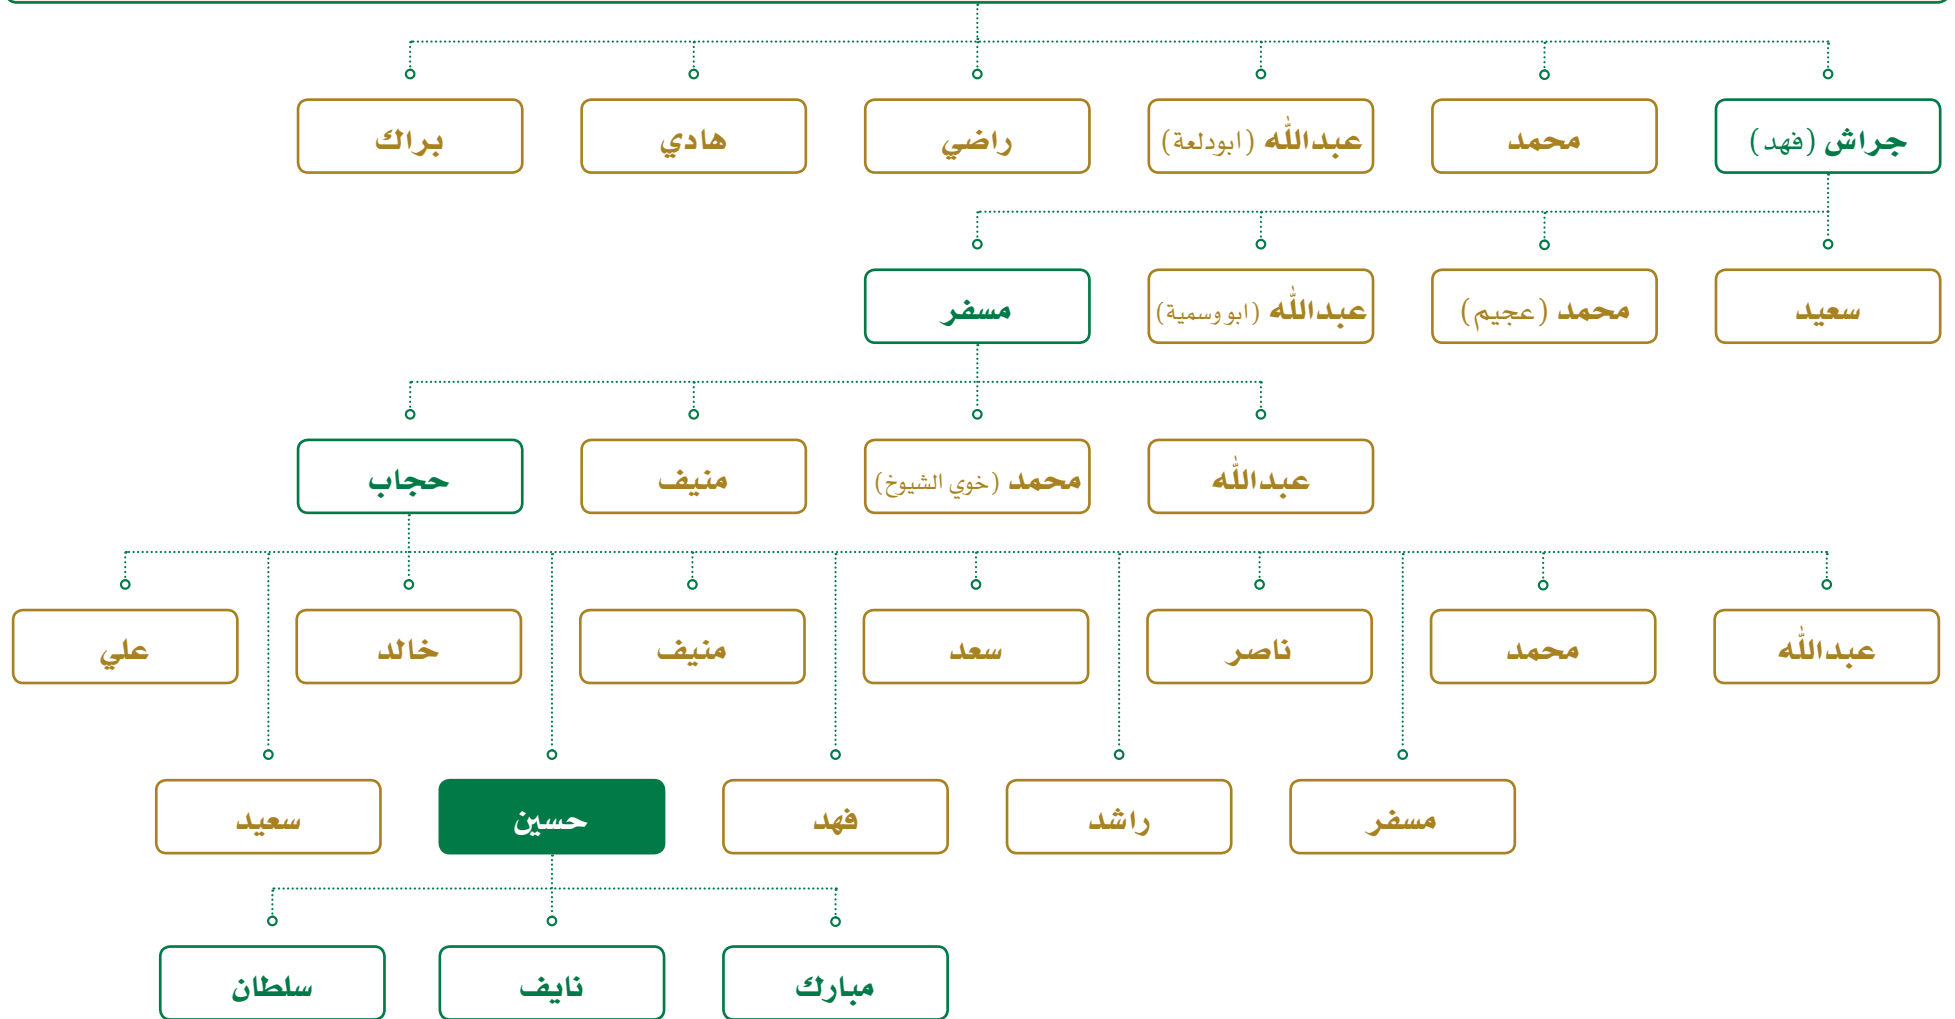 جراش (فهد)
محمد
عبدالله (ابودلعة)
راضي
هادي
براك
سعيد
محمد (عجيم)
عبدالله (ابووسمية)
مسفر
عبدالله
محمد (خوي الشيوخ)
منيف
حجاب
عبدالله
محمد
ناصر
سعد
منيف
خالد
علي
مسفر
راشد
فهد
حسين
سعيد
مبارك
نايف
سلطان